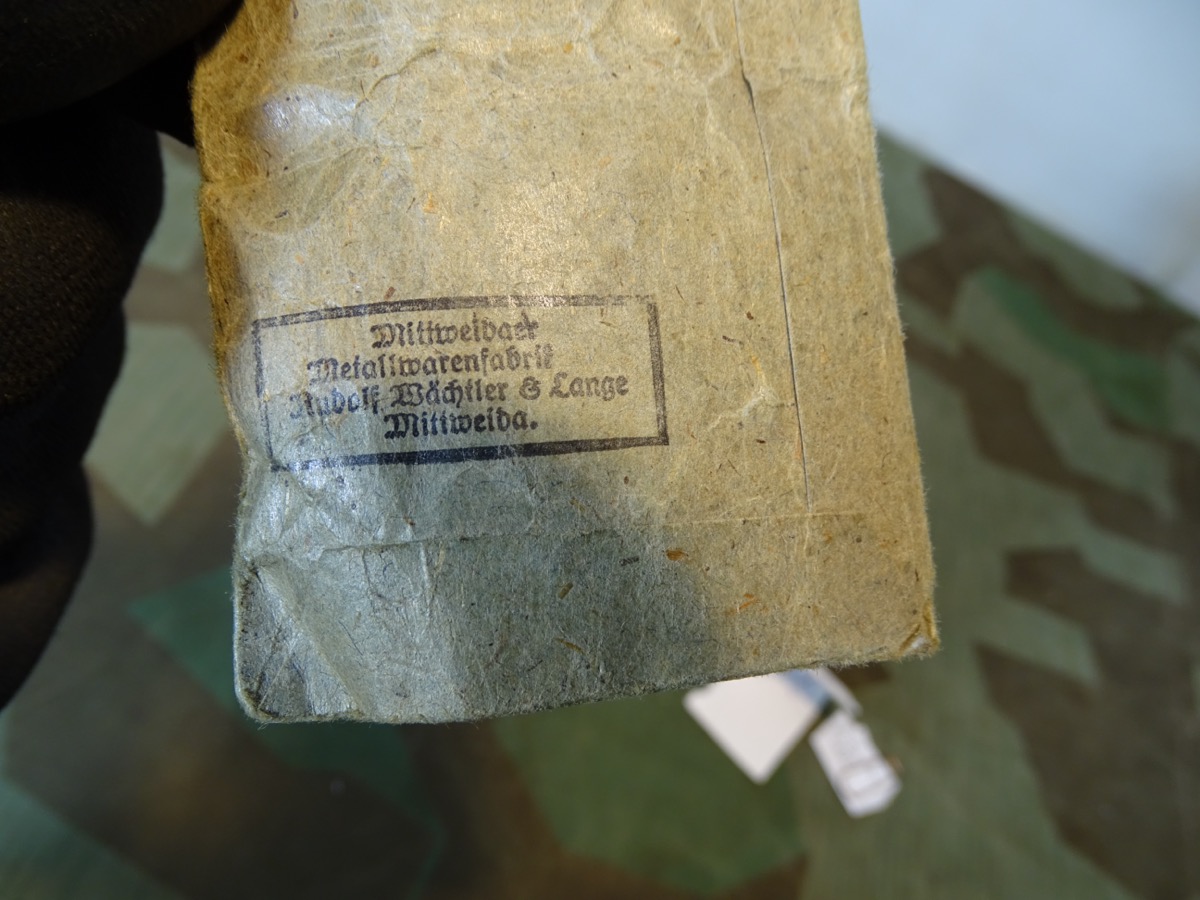 Mittweidaer
Metallwarenfabrik
Rudolf Wächtler & Lange
Mittweida.